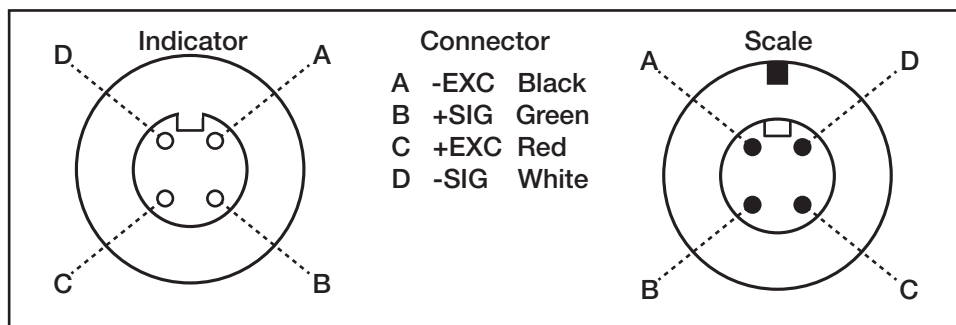 Indicator
D
A
C
B
Connector
A -EXC Black
B +SIG Green
C +EXC Red
D -SIG White
Scale
A
D
B
C